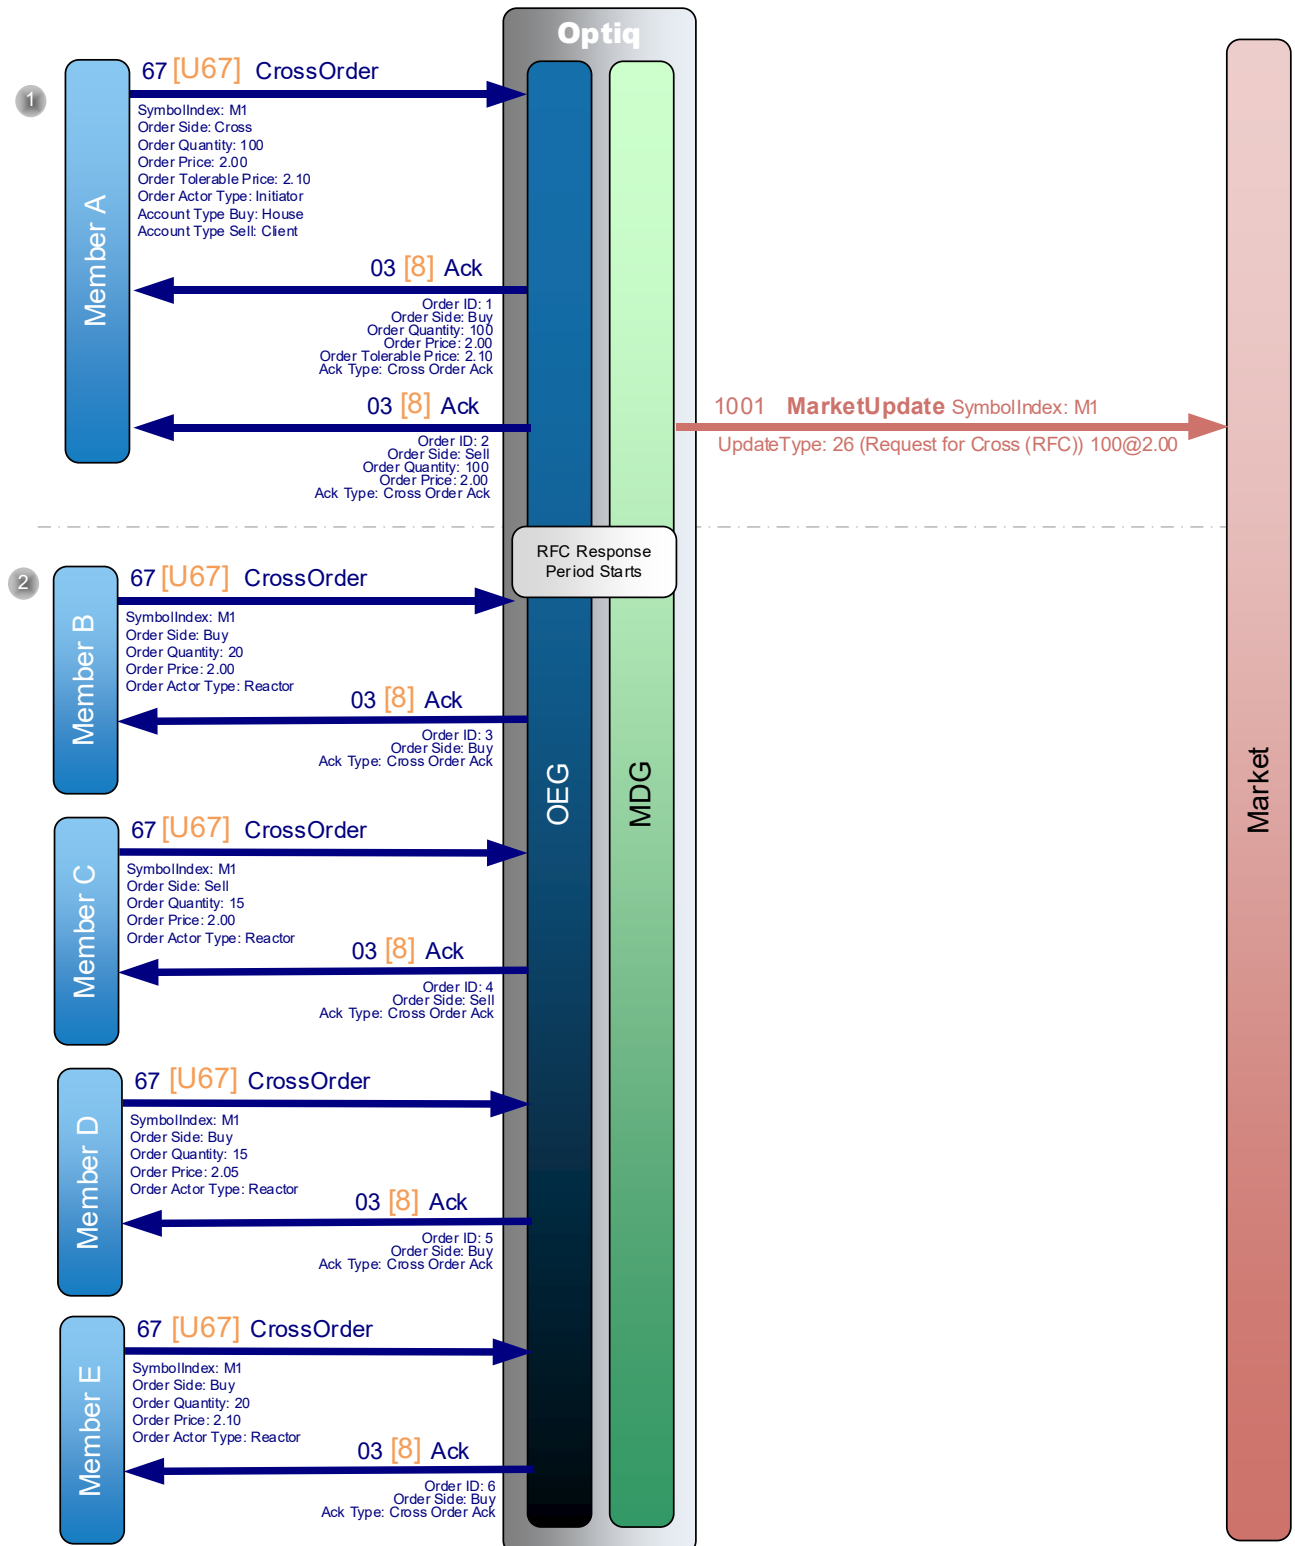 Optiq
1
67 [U67] CrossOrder
SymbolIndex: M1
Order Side: Cross
Order Quantity: 100
Order Price: 2.00
Order Tolerable Price: 2.10
Order Actor Type: Initiator
Account Type Buy: House
Account Type Sell: Client
Member A
03 [8] Ack
Order ID: 1
Order Side: Buy
Order Quantity: 100
Order Price: 2.00
Order Tolerable Price: 2.10
Ack Type: Cross Order Ack
03 [8] Ack
Order ID: 2
Order Side: Sell
Order Quantity: 100
Order Price: 2.00
Ack Type: Cross Order Ack
1001 MarketUpdate SymbolIndex: M1
UpdateType: 26 (Request for Cross (RFC)) 100@2.00
RFC Response
Period Starts
2
67 [U67] CrossOrder
SymbolIndex: M1
Order Side: Buy
Order Quantity: 20
Order Price: 2.00
Order Actor Type: Reactor
Member B
03 [8] Ack
Order ID: 3
Order Side: Buy
Ack Type: Cross Order Ack
OEG
MDG
Market
67 [U67] CrossOrder
SymbolIndex: M1
Order Side: Sell
Order Quantity: 15
Order Price: 2.00
Order Actor Type: Reactor
Member C
03 [8] Ack
Order ID: 4
Order Side: Sell
Ack Type: Cross Order Ack
67 [U67] CrossOrder
SymbolIndex: M1
Order Side: Buy
Order Quantity: 15
Order Price: 2.05
Order Actor Type: Reactor
Member D
03 [8] Ack
Order ID: 5
Order Side: Buy
Ack Type: Cross Order Ack
67 [U67] CrossOrder
SymbolIndex: M1
Order Side: Buy
Order Quantity: 20
Order Price: 2.10
Order Actor Type: Reactor
Member E
03 [8] Ack
Order ID: 6
Order Side: Buy
Ack Type: Cross Order Ack